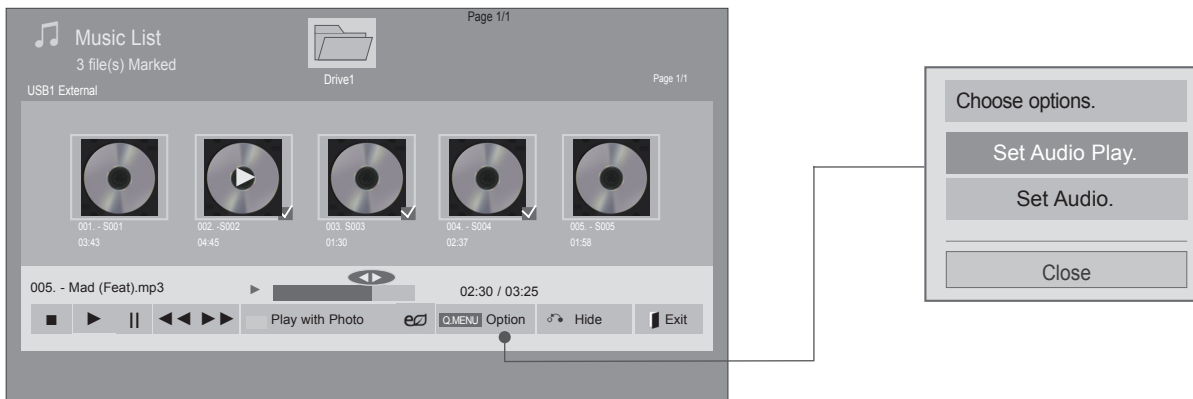 Page 1/1
Music List
3 file(s) Marked
Drive1
Page 1/1
USB1 External
001. - S001
03:43
002. -S002
04:45
003. S003
01:30
004. - S004
02:37
005. - S005
01:58
005. - Mad (Feat).mp3
02:30 / 03:25
Play with Photo
Q.MENU Option
Hide
Exit
Choose options.
Set Audio Play.
Set Audio.
Close